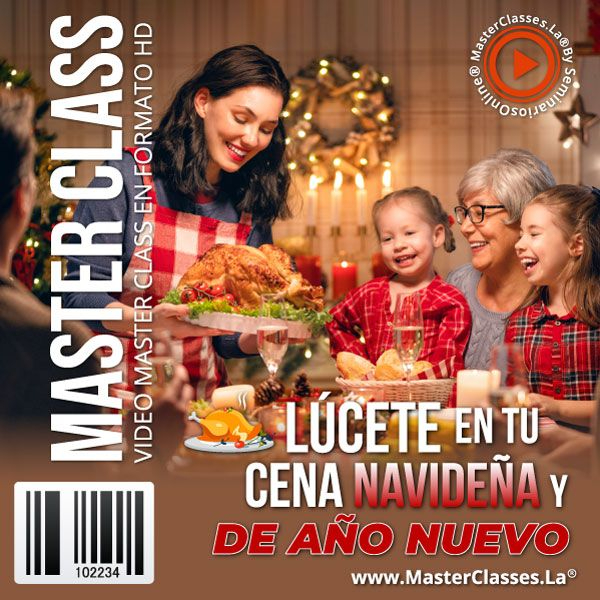 MASTER CLASS
VIDEO MASTER CLASS EN FORMATO HD
MasterClasses.La®By SeminariosOnline®
LÚCETE EN TU
CENA NAVIDEÑA Y
DE AÑO NUEVO
102234
www.MasterClasses.La®